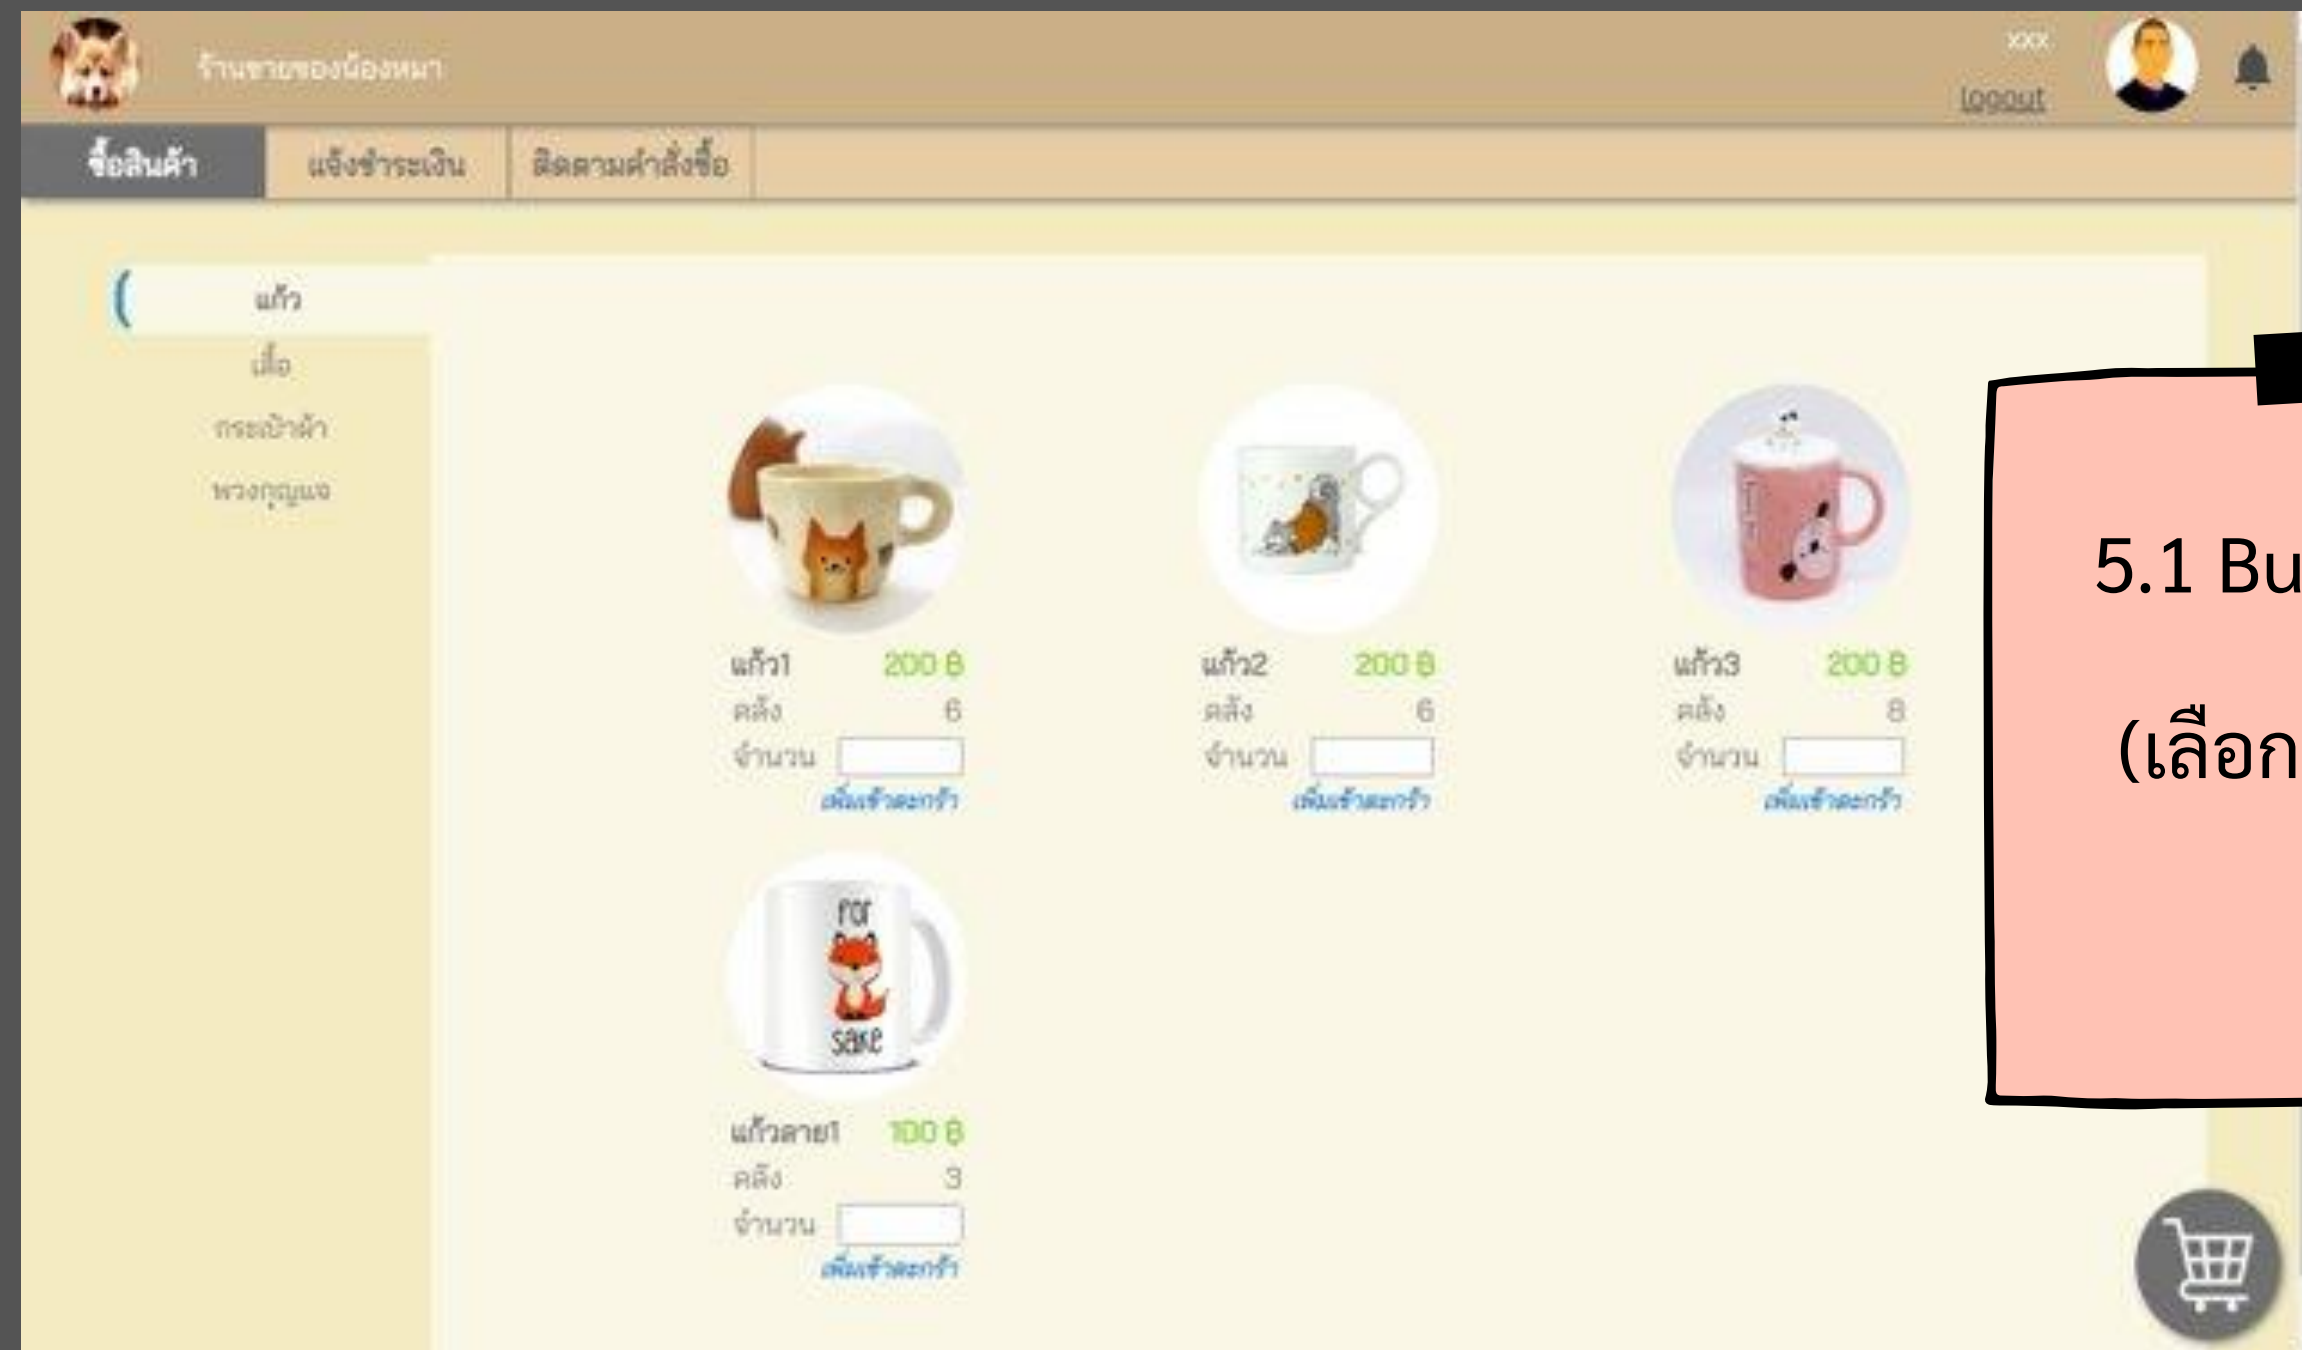 ร้านขายของน้องหมา
xxx
logout
ซื้อสินค้า แจ้งชำระเงิน ติดตามคำสั่งซื้อ
แก้ว
เสื้อ
กระเป๋าผ้า
พวงกุญแจ
แก้ว1 200 ฿ แก้ว2 200 ฿ แก้ว3 200 ฿
คลัง 6 คลัง 6 คลัง 8
จำนวน จำนวน จำนวน
เพิ่มเข้าตะกร้า เพิ่มเข้าตะกร้า เพิ่มเข้าตะกร้า
for
sake
แก้วลาย1 100 ฿
คลัง 3
จำนวน
เพิ่มเข้าตะกร้า
5.1 Bu
(เลือก